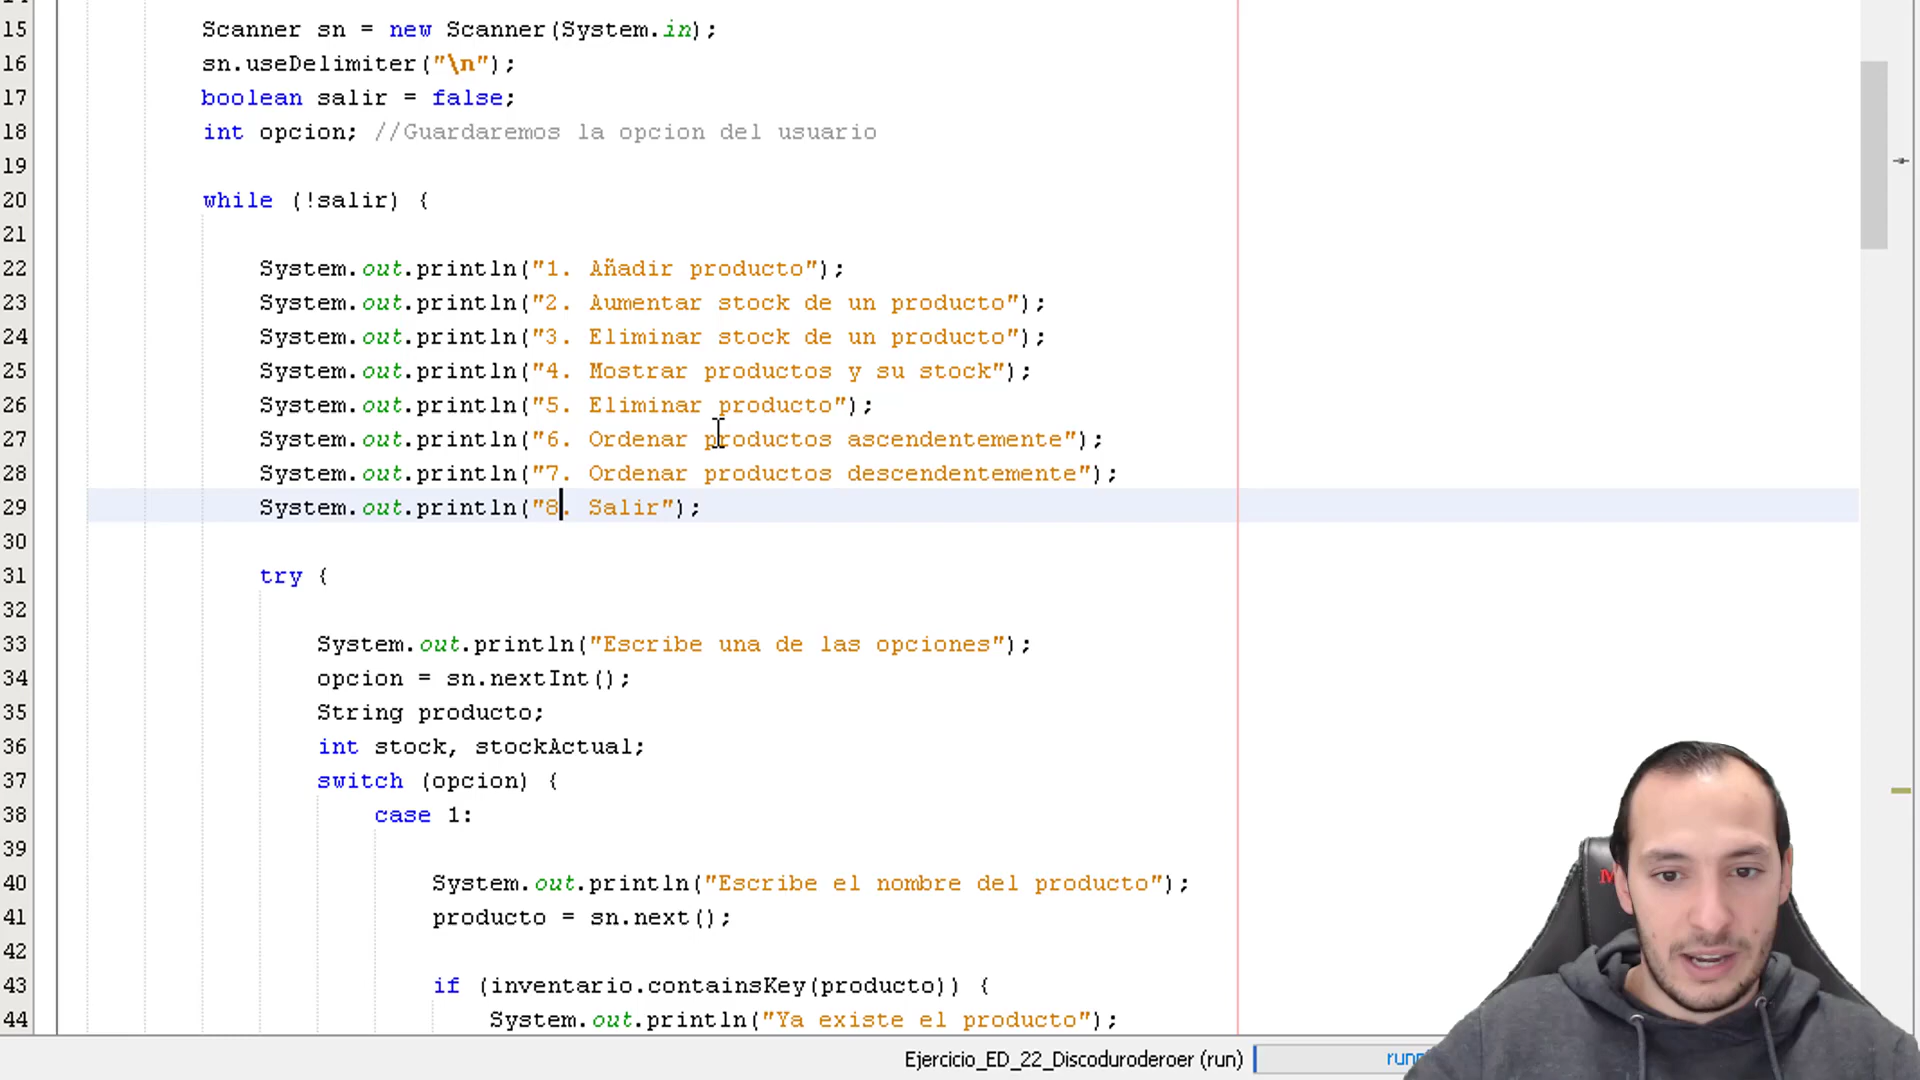 15 Scanner sn = new Scanner(System.in);
16 sn.useDelimiter("\n");
17 boolean salir = false;
18 int opcion; //Guardaremos la opcion del usuario
19
20 while (!salir) {
21
22 System.out.println("1. Añadir producto");
23 System.out.println("2. Aumentar stock de un producto");
24 System.out.println("3. Eliminar stock de un producto");
25 System.out.println("4. Mostrar productos y su stock");
26 System.out.println("5. Eliminar producto");
27 System.out.println("6. Ordenar productos ascendentemente");
28 System.out.println("7. Ordenar productos descendentemente");
29 System.out.println("8. Salir");
30
31 try {
32
33 System.out.println("Escribe una de las opciones");
34 opcion = sn.nextInt();
35 String producto;
36 int stock, stockActual;
37 switch (opcion) {
38 case 1:
39
40 System.out.println("Escribe el nombre del producto");
41 producto = sn.next();
42
43 if (inventario.containsKey(producto)) {
44 System.out.println("Ya existe el producto");
Ejercicio_ED_22_Discoduroderoer (run)